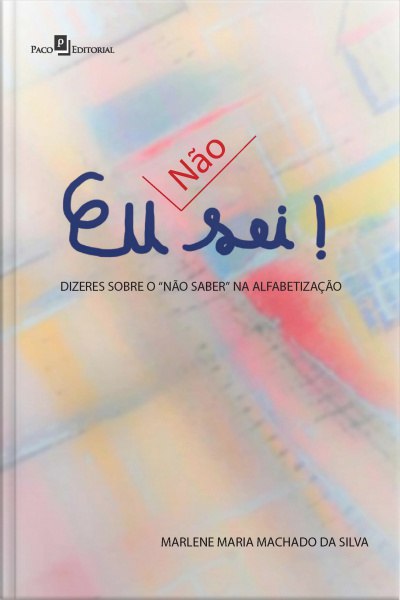 PACO P EDITORIAL
Não
Eu sei!
DIZERES SOBRE O “NÃO SABER” NA ALFABETIZAÇÃO
MARLENE MARIA MACHADO DA SILVA